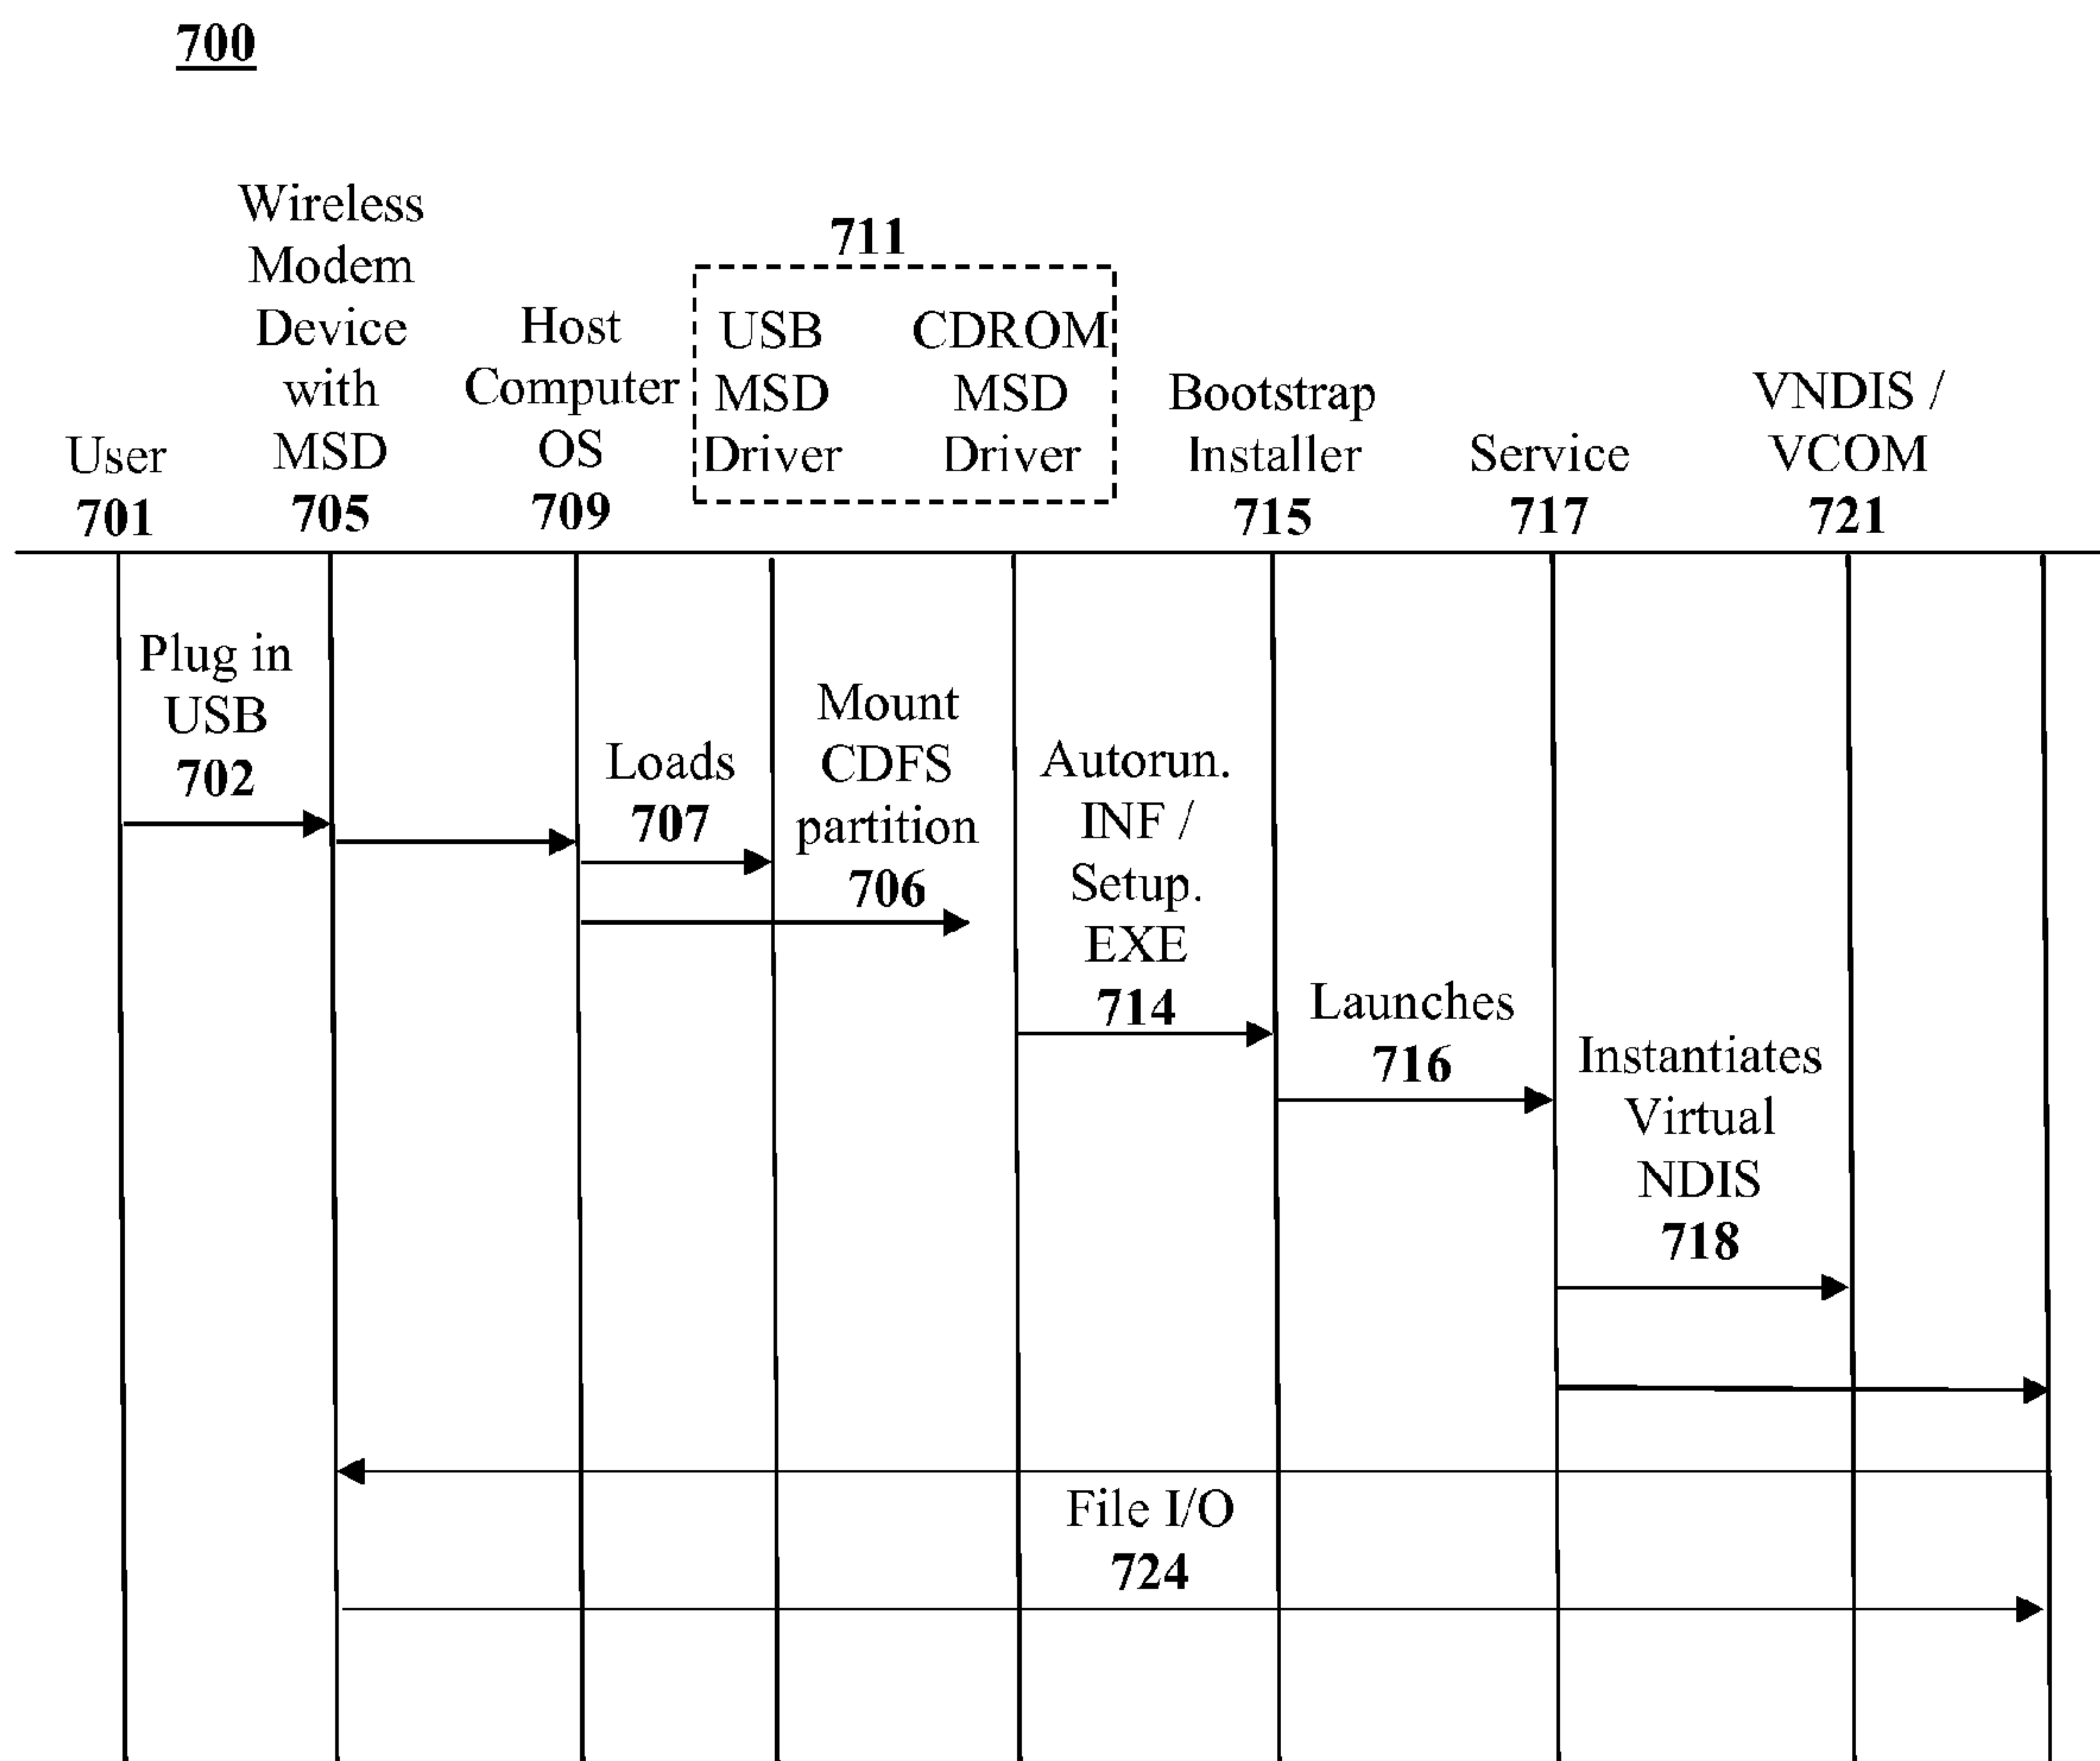 700
Wireless
Modem
Device
with
MSD
705
User
701
Host
Computer
OS
709
711
USB
MSD
Driver
CDROM
MSD
Driver
Bootstrap
Installer
715
Service
717
VNDIS /
VCOM
721
Plug in
USB
702
Loads
707
Mount
CDFS
partition
706
Autorun.
INF /
Setup.
EXE
714
Launches
716
Instantiates
Virtual
NDIS
718
File I/O
724